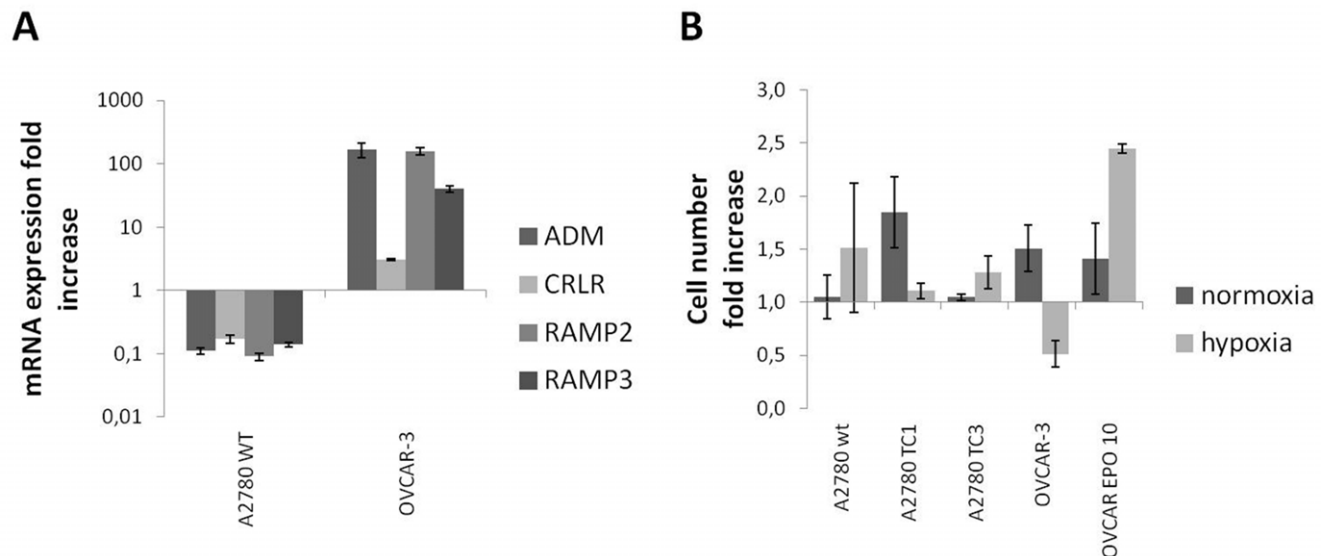 A
mRNA expression fold
increase
1000
100
10
1
0,1
0,01
A2780 WT
OVCAR-3
ADM
CRLR
RAMP2
RAMP3
B
Cell number
fold increase
3,0
2,5
2,0
1,5
1,0
0,5
0,0
A2780 wt
A2780 TC1
A2780 TC3
OVCAR-3
OVCAR EPO 10
normoxia
hypoxia